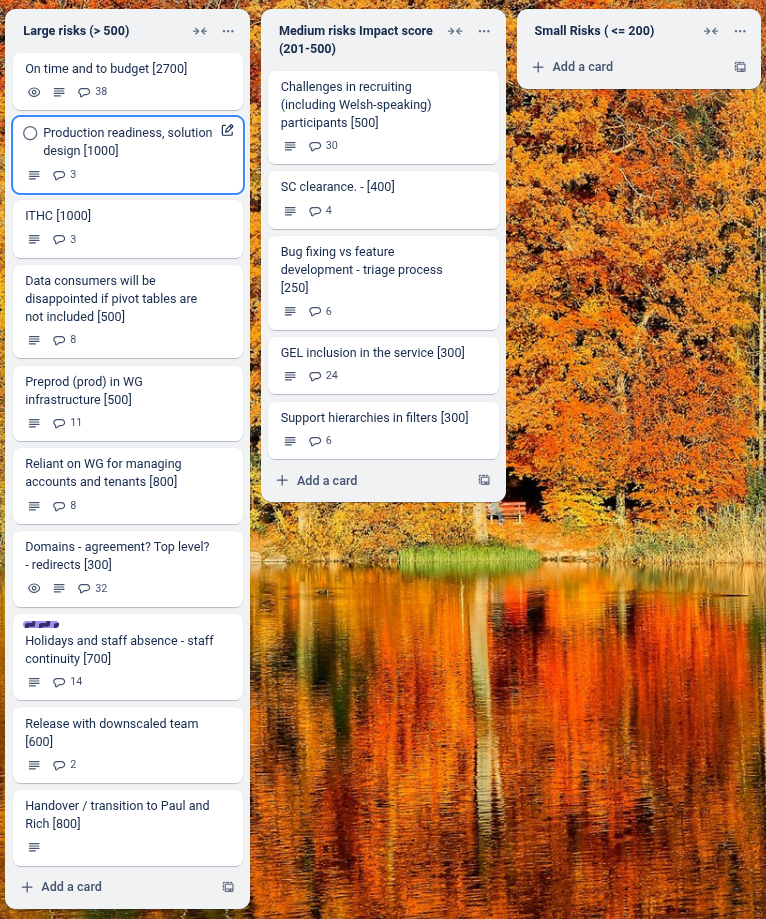 Large risks (> 500)
On time and to budget [2700]
38
Production readiness, solution
design [1000]
3
ITHC [1000]
3
Data consumers will be
disappointed if pivot tables are
not included [500]
8
Preprod (prod) in WG
infrastructure [500]
11
Reliant on WG for managing
accounts and tenants [800]
8
Domains - agreement? Top level?
- redirects [300]
32
Holidays and staff absence - staff
continuity [700]
14
Release with downscaled team
[600]
2
Handover / transition to Paul and
Rich [800]
Add a card
Medium risks Impact score
(201-500)
Challenges in recruiting
(including Welsh-speaking)
participants [500]
30
SC clearance. - [400]
4
Bug fixing vs feature
development - triage process
[250]
6
GEL inclusion in the service [300]
24
Support hierarchies in filters [300]
6
Add a card
Small Risks ( <= 200)
Add a card